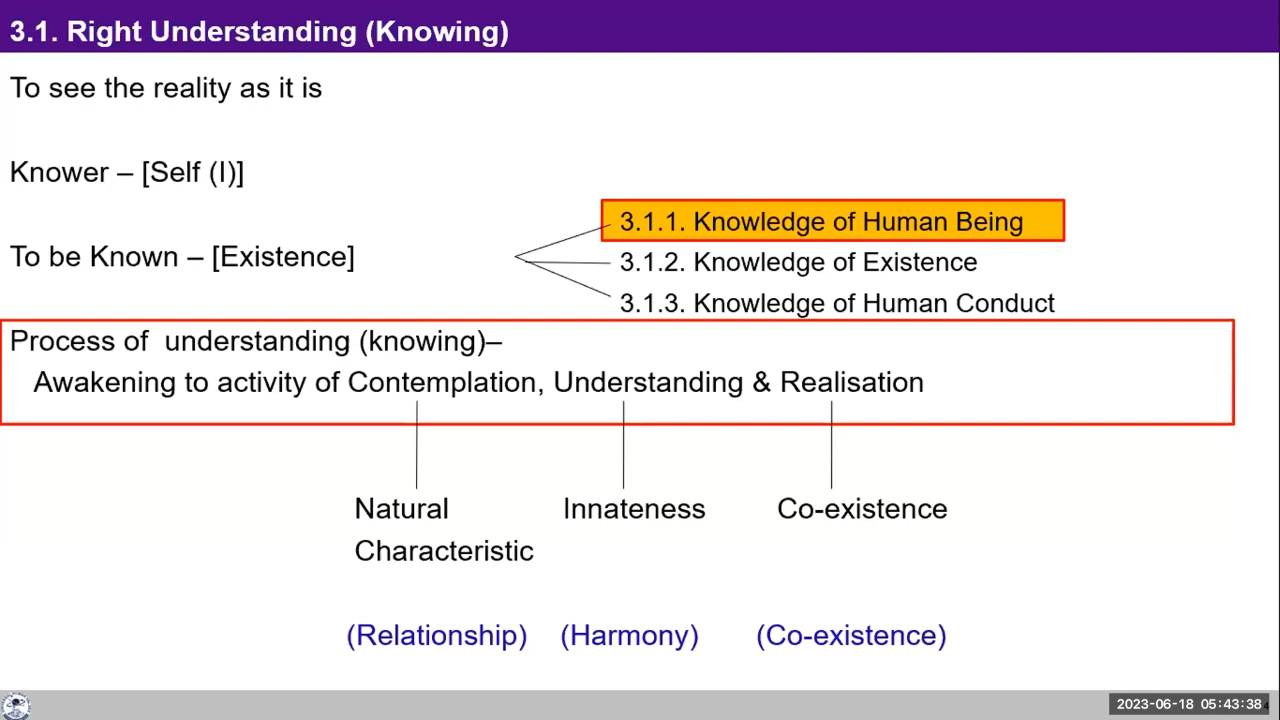 3.1. Right Understanding (Knowing)
To see the reality as it is
Knower – [Self (I)]
3.1.1. Knowledge of Human Being
To be Known – [Existence]
3.1.2. Knowledge of Existence
3.1.3. Knowledge of Human Conduct
Process of understanding (knowing)–
Awakening to activity of Contemplation, Understanding & Realisation
Natural Innateness Co-existence
Characteristic
(Relationship) (Harmony) (Co-existence)
2023-06-18 05:43:38